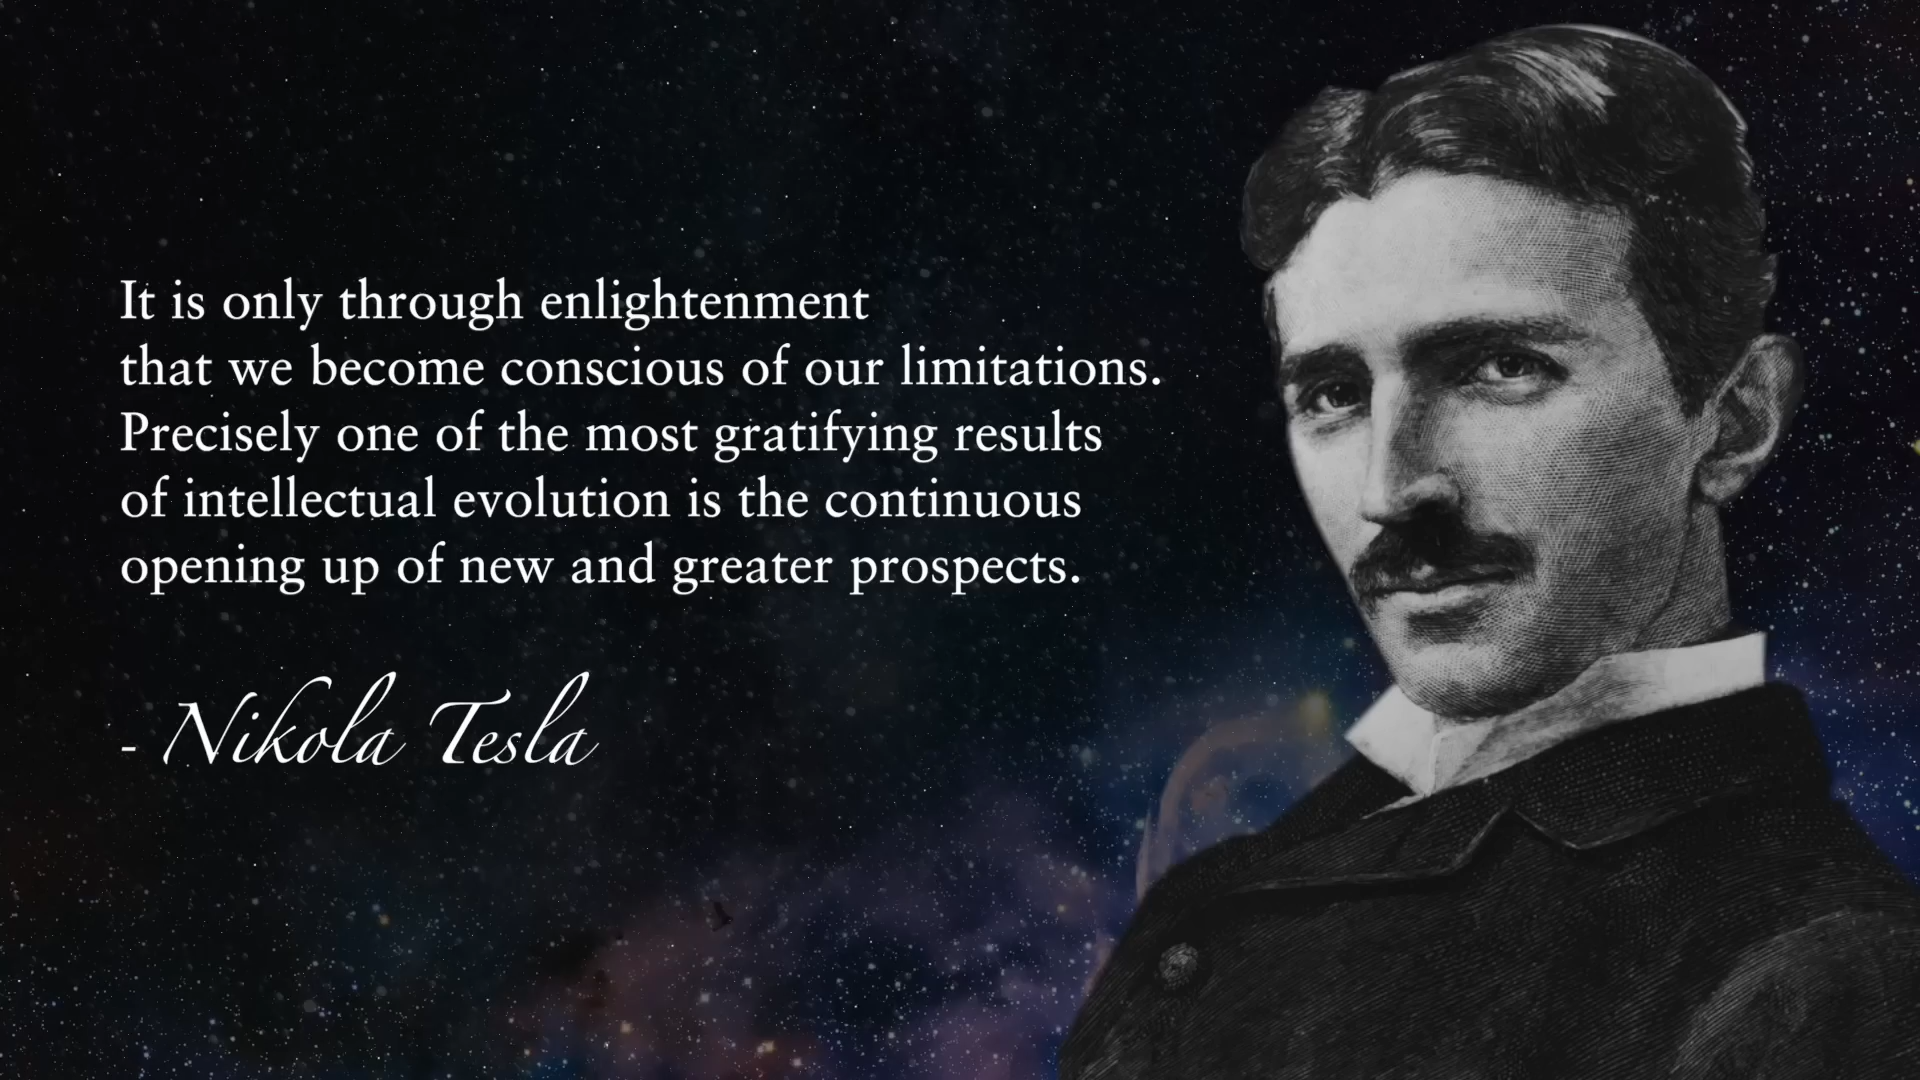 It is only through enlightenment
that we become conscious of our limitations.
Precisely one of the most gratifying results
of intellectual evolution is the continuous
opening up of new and greater prospects.
- Nikola Tesla